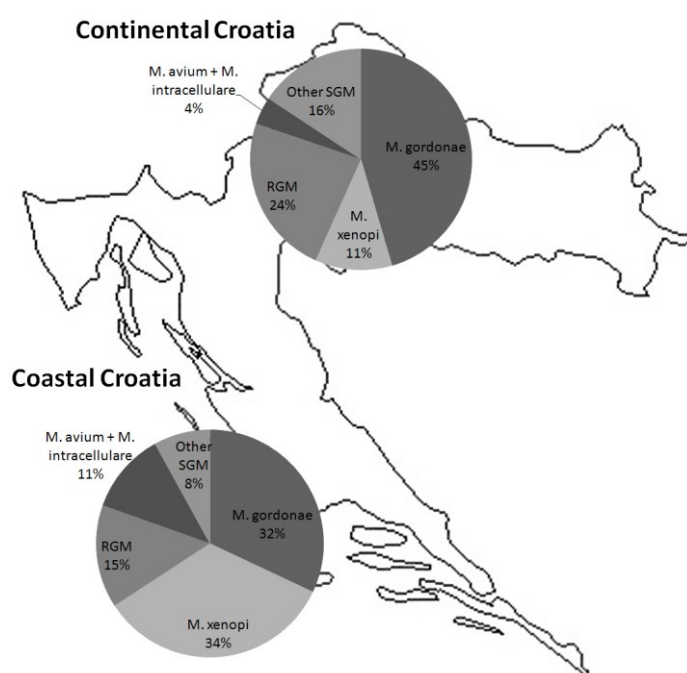 Continental Croatia
M. avium + M.
intracellulare
4%
Other SGM
16%
M. gordonae
45%
RGM
24%
M.
xenopi
11%
Coastal Croatia
M. avium + M.
intracellulare
11%
Other
SGM
8%
M. gordonae
32%
RGM
15%
M. xenopi
34%